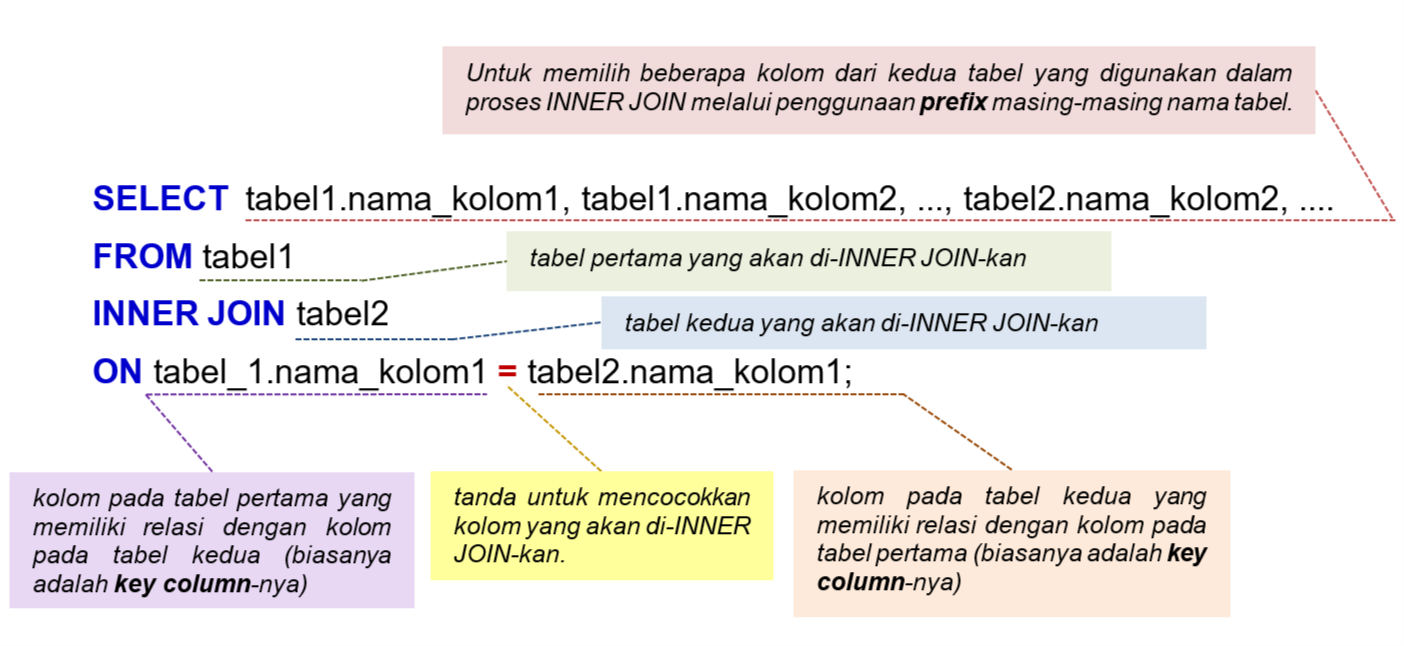 Untuk memilih beberapa kolom dari kedua tabel yang digunakan dalam
proses INNER JOIN melalui penggunaan prefix masing-masing nama tabel.
SELECT tabel1.nama_kolom1, tabel1.nama_kolom2, ..., tabel2.nama_kolom2, ....
FROM tabel1
tabel pertama yang akan di-INNER JOIN-kan
INNER JOIN tabel2
tabel kedua yang akan di-INNER JOIN-kan
ON tabel_1.nama_kolom1 = tabel2.nama_kolom1;
kolom pada tabel pertama yang
memiliki relasi dengan kolom
pada tabel kedua (biasanya
adalah key column-nya)
tanda untuk mencocokkan
kolom yang akan di-INNER
JOIN-kan.
kolom pada tabel kedua yang
memiliki relasi dengan kolom pada
tabel pertama (biasanya adalah key
column-nya)